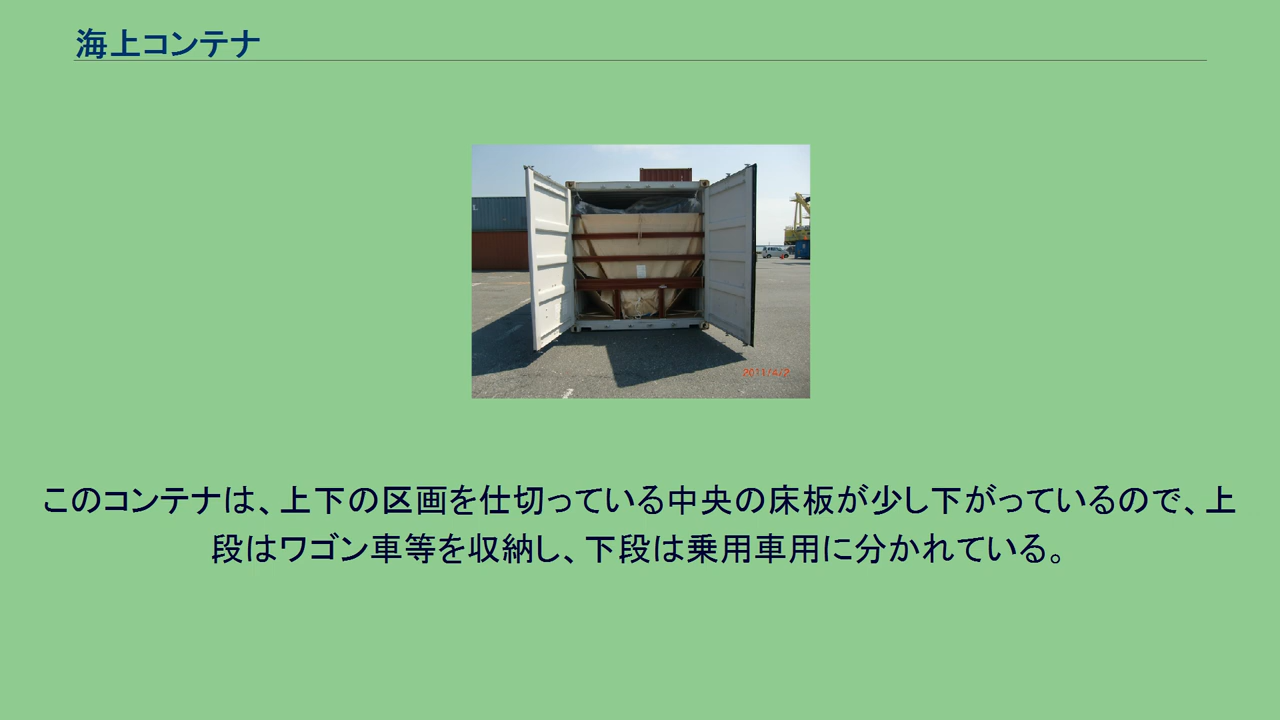 海上コンテナ
2011/4/2
このコンテナは、上下の区画を仕切っている中央の床板が少し下がっているので、上
段はワゴン車等を収納し、下段は乗用車用に分かれている。